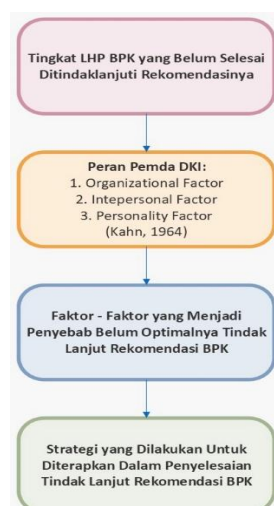 Tingkat LHP BPK yang Belum Selesai
Ditindaklanjuti Rekomendasinya
Peran Pemda DKI:
1. Organizational Factor
2. Intepersonal Factor
3. Personality Factor
(Kahn, 1964)
Faktor - Faktor yang Menjadi
Penyebab Belum Optimalnya Tindak
Lanjut Rekomendasi BPK
Strategi yang Dilakukan Untuk
Diterapkan Dalam Penyelesaian
Tindak Lanjut Rekomendasi BPK